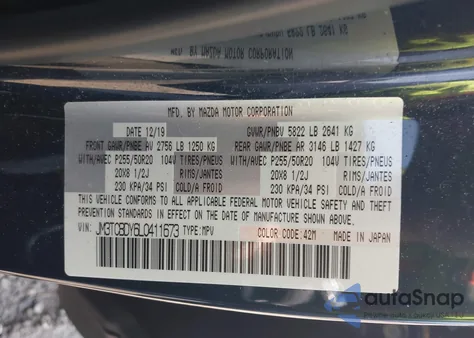 MFD. BY MAZDA MOTOR CORPORATION
DATE 12/19 GVWR/PNBV 5822 LB 2641 KG
FRONT GAWR/PNBE AV 2756 LB 1250 KG REAR GAWR/PNBE AR 3146 LB 1427 KG
WITH/AVEC P255/50R20 104V TIRES/PNEUS WITH/AVEC P255/50R20 104V TIRES/PNEUS
20X8 1/2J RIMS/JANTES 20X8 1/2J RIMS/JANTES
230 KPA/34 PSI COLD/A FROID 230 KPA/34 PSI COLD/A FROID
THIS VEHICLE CONFORMS TO ALL APPLICABLE FEDERAL MOTOR VEHICLE SAFETY AND
THEFT PREVENTION STANDARDS IN EFFECT ON THE DATE OF MANUFACTURE SHOWN ABOVE.
VIN: JM3TCBDY6L0411673 TYPE:MPV COLOR CODE: 42M MADE IN JAPAN
autoSnap